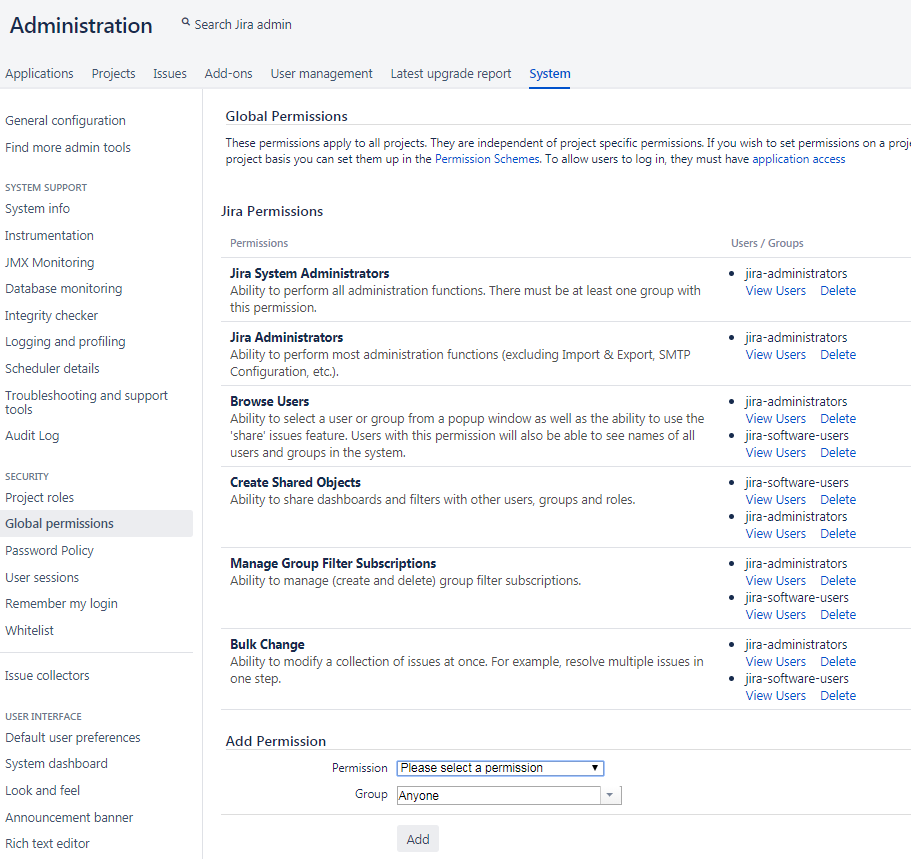 Administration
Search Jira admin
Applications Projects Issues Add-ons User management Latest upgrade report System
General configuration
Find more admin tools
SYSTEM SUPPORT
System info
Instrumentation
JMX Monitoring
Database monitoring
Integrity checker
Logging and profiling
Scheduler details
Troubleshooting and support
tools
Audit Log
SECURITY
Project roles
Global permissions
Password Policy
User sessions
Remember my login
Whitelist
Issue collectors
USER INTERFACE
Default user preferences
System dashboard
Look and feel
Announcement banner
Rich text editor
Global Permissions
These permissions apply to all projects. They are independent of project specific permissions. If you wish to set permissions on a proje
project basis you can set them up in the Permission Schemes. To allow users to log in, they must have application access
Jira Permissions
Permissions Users / Groups
Jira System Administrators
Ability to perform all administration functions. There must be at least one group with
this permission.
jira-administrators
View Users Delete
Jira Administrators
Ability to perform most administration functions (excluding Import & Export, SMTP
Configuration, etc.).
jira-administrators
View Users Delete
Browse Users
Ability to select a user or group from a popup window as well as the ability to use the
'share' issues feature. Users with this permission will also be able to see names of all
users and groups in the system.
jira-administrators
View Users Delete
jira-software-users
View Users Delete
Create Shared Objects
Ability to share dashboards and filters with other users, groups and roles.
jira-software-users
View Users Delete
jira-administrators
View Users Delete
Manage Group Filter Subscriptions
Ability to manage (create and delete) group filter subscriptions.
jira-administrators
View Users Delete
jira-software-users
View Users Delete
Bulk Change
Ability to modify a collection of issues at once. For example, resolve multiple issues in
one step.
jira-administrators
View Users Delete
jira-software-users
View Users Delete
Add Permission
Permission Please select a permission
Group Anyone
Add